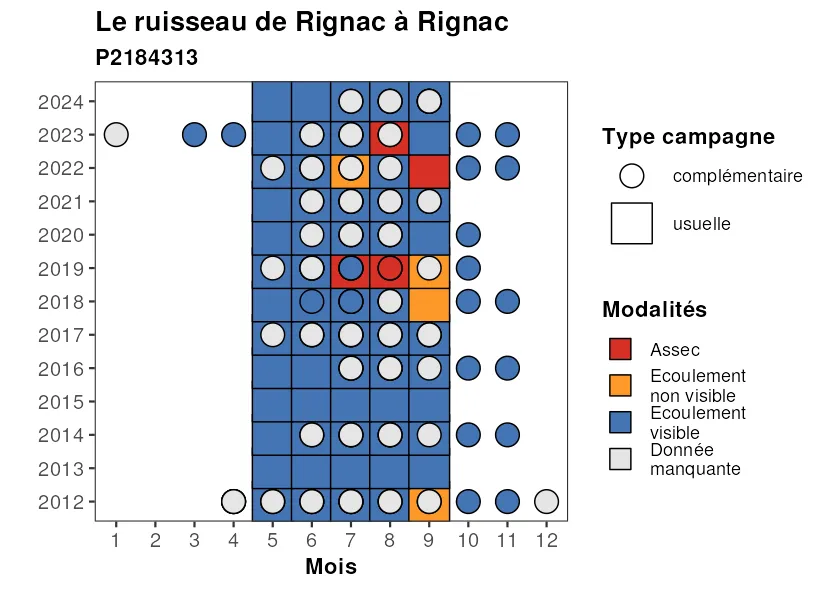 Le ruisseau de Rignac à Rignac
P2184313
2024
2023
2022
2021
2020
2019
2018
2017
2016
2015
2014
2013
2012
1 2 3 4 5 6 7 8 9 10 11 12
Mois
Type campagne
complémentaire
usuelle
Modalités
Assec
Ecoulement
non visible
Ecoulement
visible
Donnée
manquante